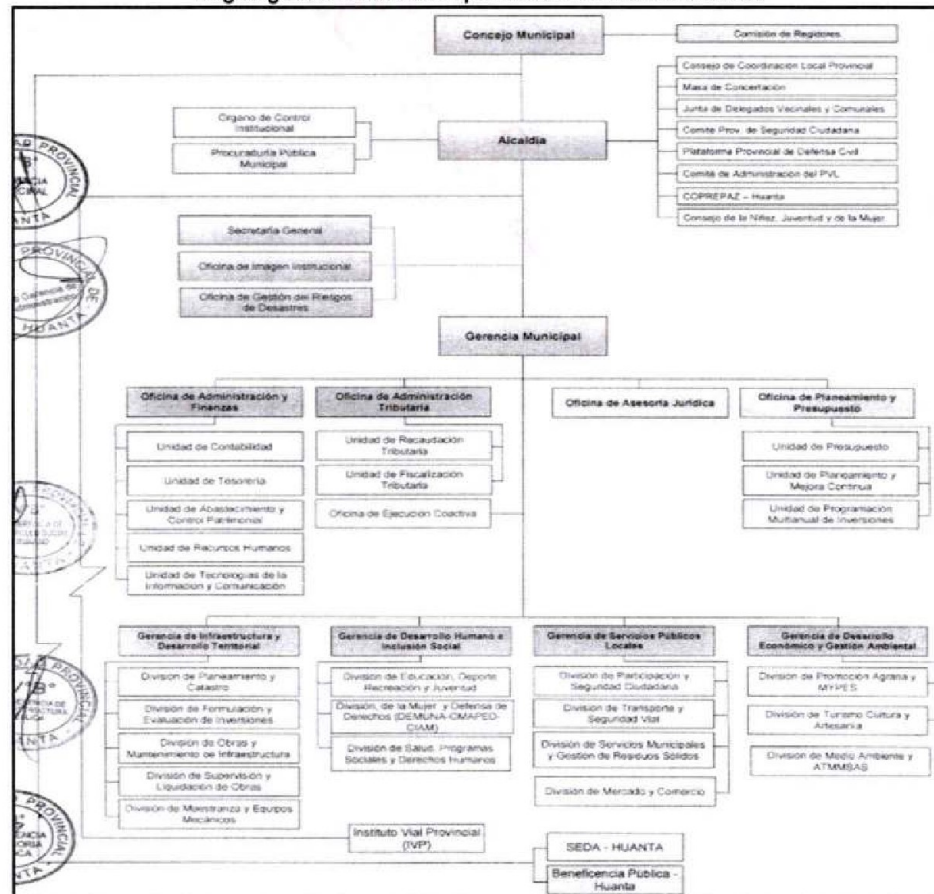 Concejo Municipal
Comisión de Regidores
Consejo de Coordinación Local Provincial
Mesa de Concertación
Junta de Delegados Vecinales y Comunales
Comité Prov. de Seguridad Ciudadana
Plataforma Provincial de Defensa Civil
Comité de Administración del PVL
COPREPAZ – Huanta
Consejo de la Niñez, Juventud y de la Mujer
Organo de Control
Institucional
Procuraduría Pública
Municipal
Alcaldía
Secretaría General
Oficina de Imagen Institucional
Oficina de Gestión del Riesgos
de Desastres
Gerencia Municipal
Oficina de Administración y
Finanzas
Unidad de Contabilidad
Unidad de Tesorería
Unidad de Abastecimiento y
Control Patrimonial
Unidad de Recursos Humanos
Unidad de Tecnologías de la
Información y Comunicación
Oficina de Administración
Tributaria
Unidad de Recaudación
Tributaria
Unidad de Fiscalización
Tributaria
Oficina de Ejecución Coactiva
Oficina de Asesoría Jurídica
Oficina de Planeamiento y
Presupuesto
Unidad de Presupuesto
Unidad de Planeamiento y
Mejora Continua
Unidad de Programación
Multianual de Inversiones
Gerencia de Infraestructura y
Desarrollo Territorial
División de Planeamiento y
Catastro
División de Formulación y
Evaluación de Inversiones
División de Obras y
Mantenimiento de Infraestructura
División de Supervisión y
Liquidación de Obras
División de Maestranza y Equipos
Mecánicos
Gerencia de Desarrollo Humano e
Inclusión Social
División de Educación, Deporte
Recreación y Juventud
División, de la Mujer y Defensa de
Derechos (DEMUNA-OMAPED-
CIAM)
División de Salud, Programas
Sociales y Derechos Humanos
Gerencia de Servicios Públicos
Locales
División de Participación y
Seguridad Ciudadana
División de Transporte y
Seguridad Vial
División de Servicios Municipales
y Gestión de Residuos Sólidos
División de Mercado y Comercio
Gerencia de Desarrollo
Económico y Gestión Ambiental
División de Promoción Agraria y
MYPES
División de Turismo Cultura y
Artesanía
División de Medio Ambiente y
ATMMSAS
Instituto Vial Provincial
(IVP)
SEDA - HUANTA
Beneficencia Pública -
Huanta
PROVINCIAL
HUANTA